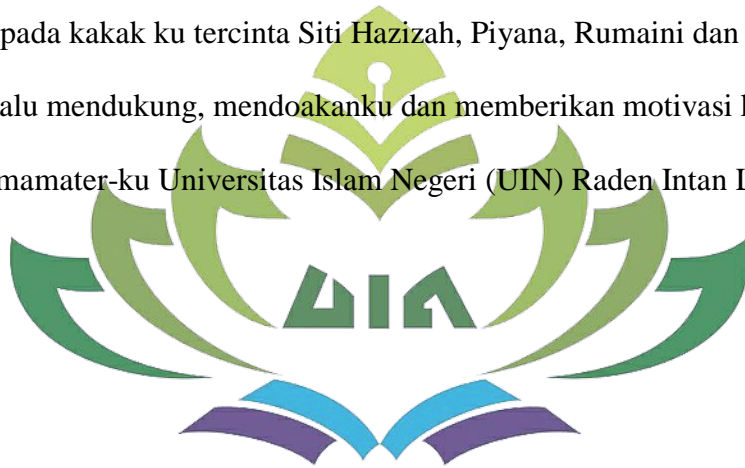 pada kakak ku tercinta Siti Hazizah, Piyana, Rumaini dan
alu mendukung, mendoakanku dan memberikan motivasi
mamater-ku Universitas Islam Negeri (UIN) Raden Intan
UIN